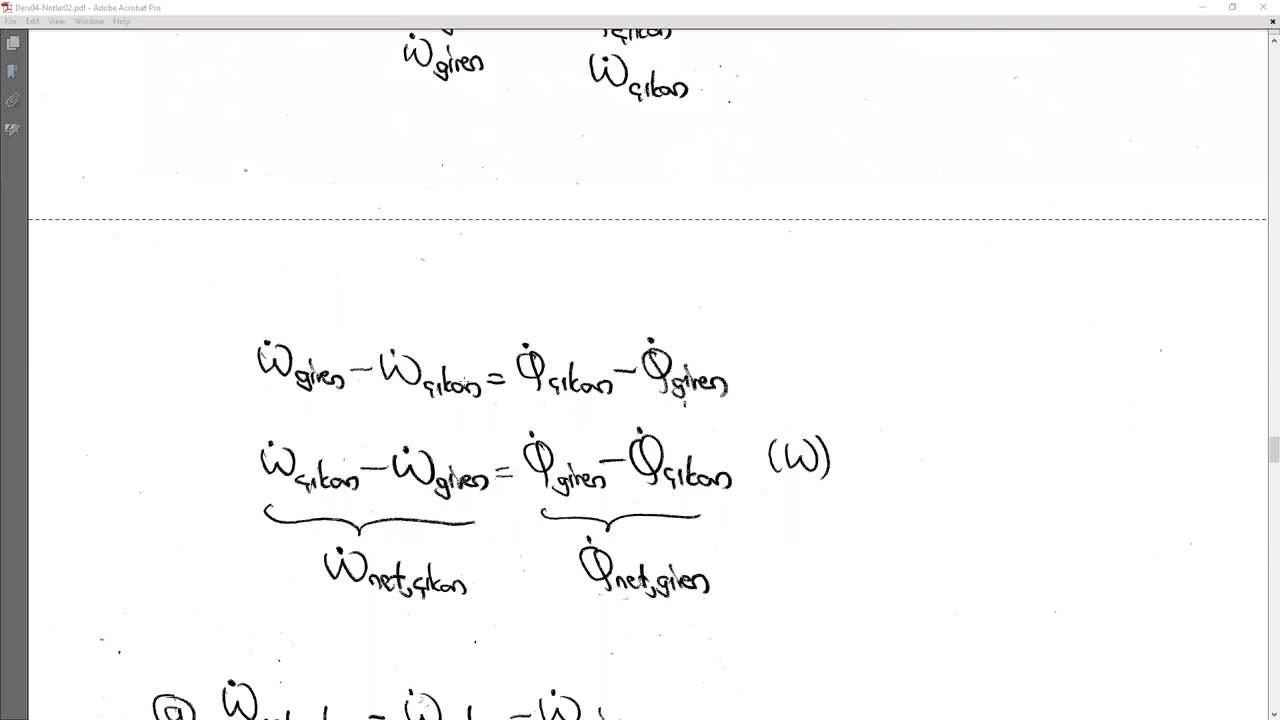 Ders04-Notlar02.pdf - Adobe Acrobat Pro
File Edit View Window Help
Ẇgiren Ẇçıkan
Ẇgiren − Ẇçıkan = Q̇çıkan − Q̇giren
Ẇçıkan − Ẇgiren = Q̇giren − Q̇çıkan (W)
Ẇnet,çıkan Q̇net,giren